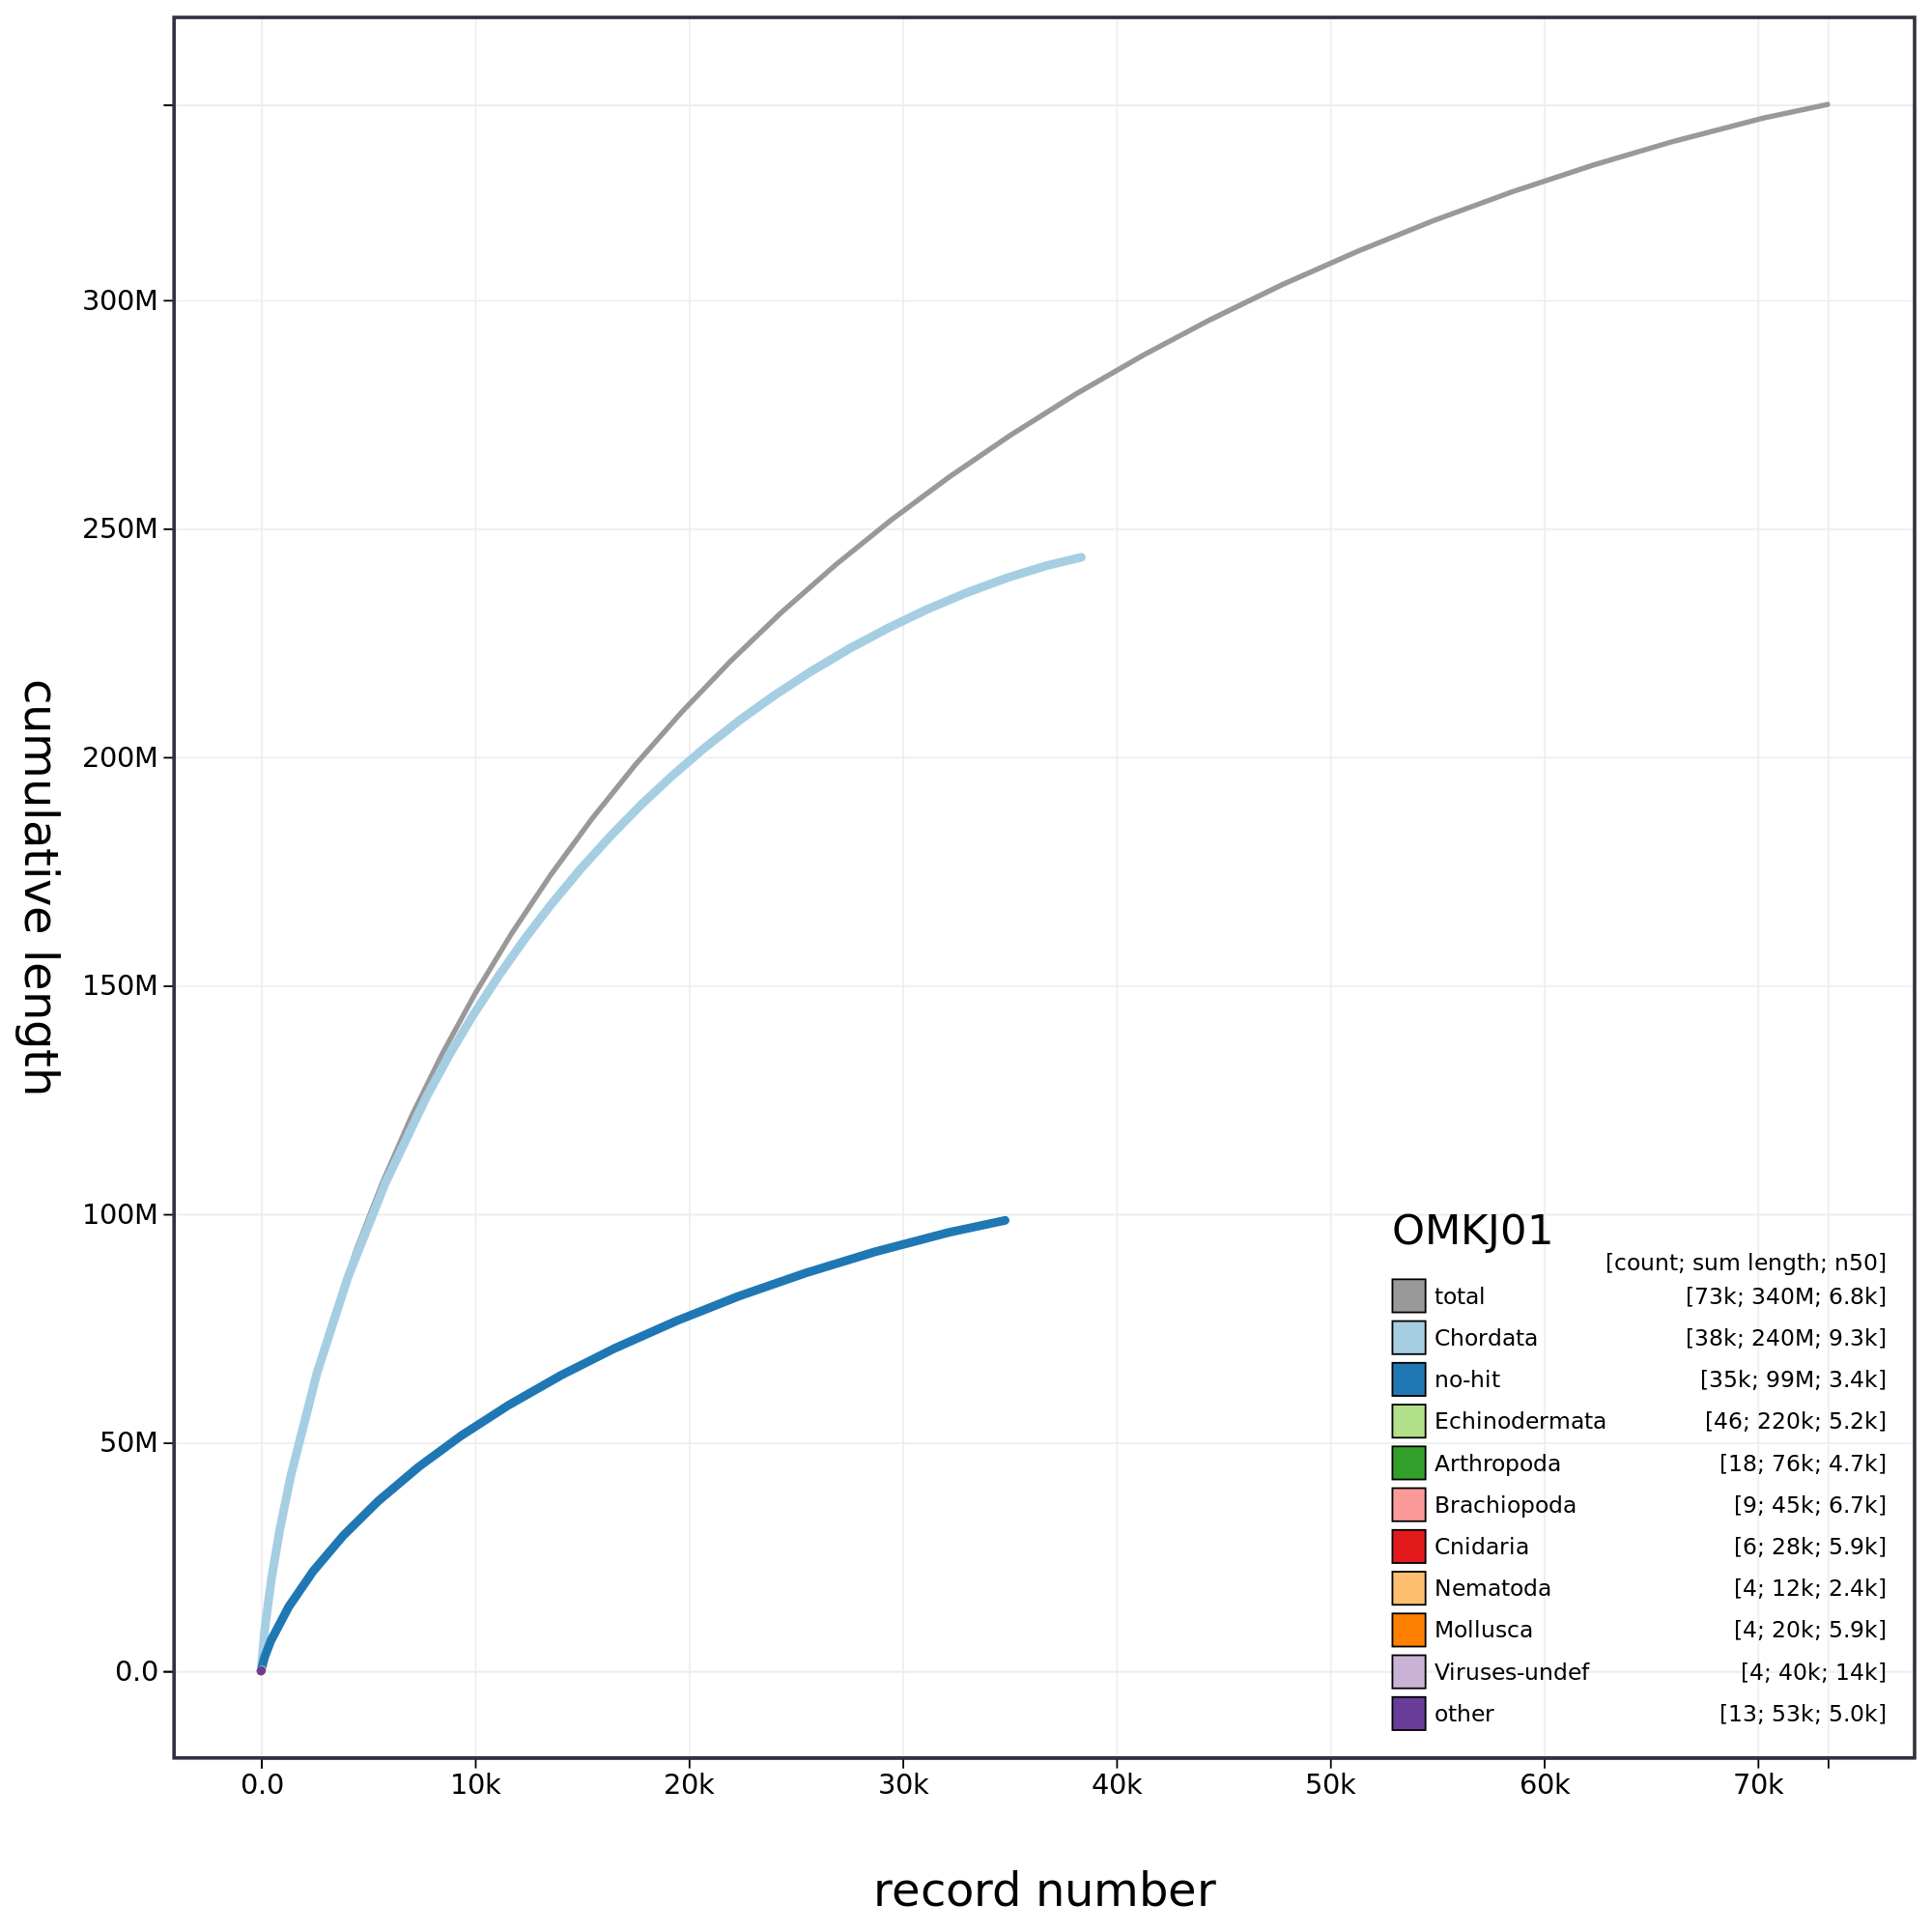 cumulative length
300M
250M
200M
150M
100M
50M
0.0
0.0 10k 20k 30k 40k 50k 60k 70k
record number
OMKJ01
[count; sum length; n50]
total [73k; 340M; 6.8k]
Chordata [38k; 240M; 9.3k]
no-hit [35k; 99M; 3.4k]
Echinodermata [46; 220k; 5.2k]
Arthropoda [18; 76k; 4.7k]
Brachiopoda [9; 45k; 6.7k]
Cnidaria [6; 28k; 5.9k]
Nematoda [4; 12k; 2.4k]
Mollusca [4; 20k; 5.9k]
Viruses-undef [4; 40k; 14k]
other [13; 53k; 5.0k]